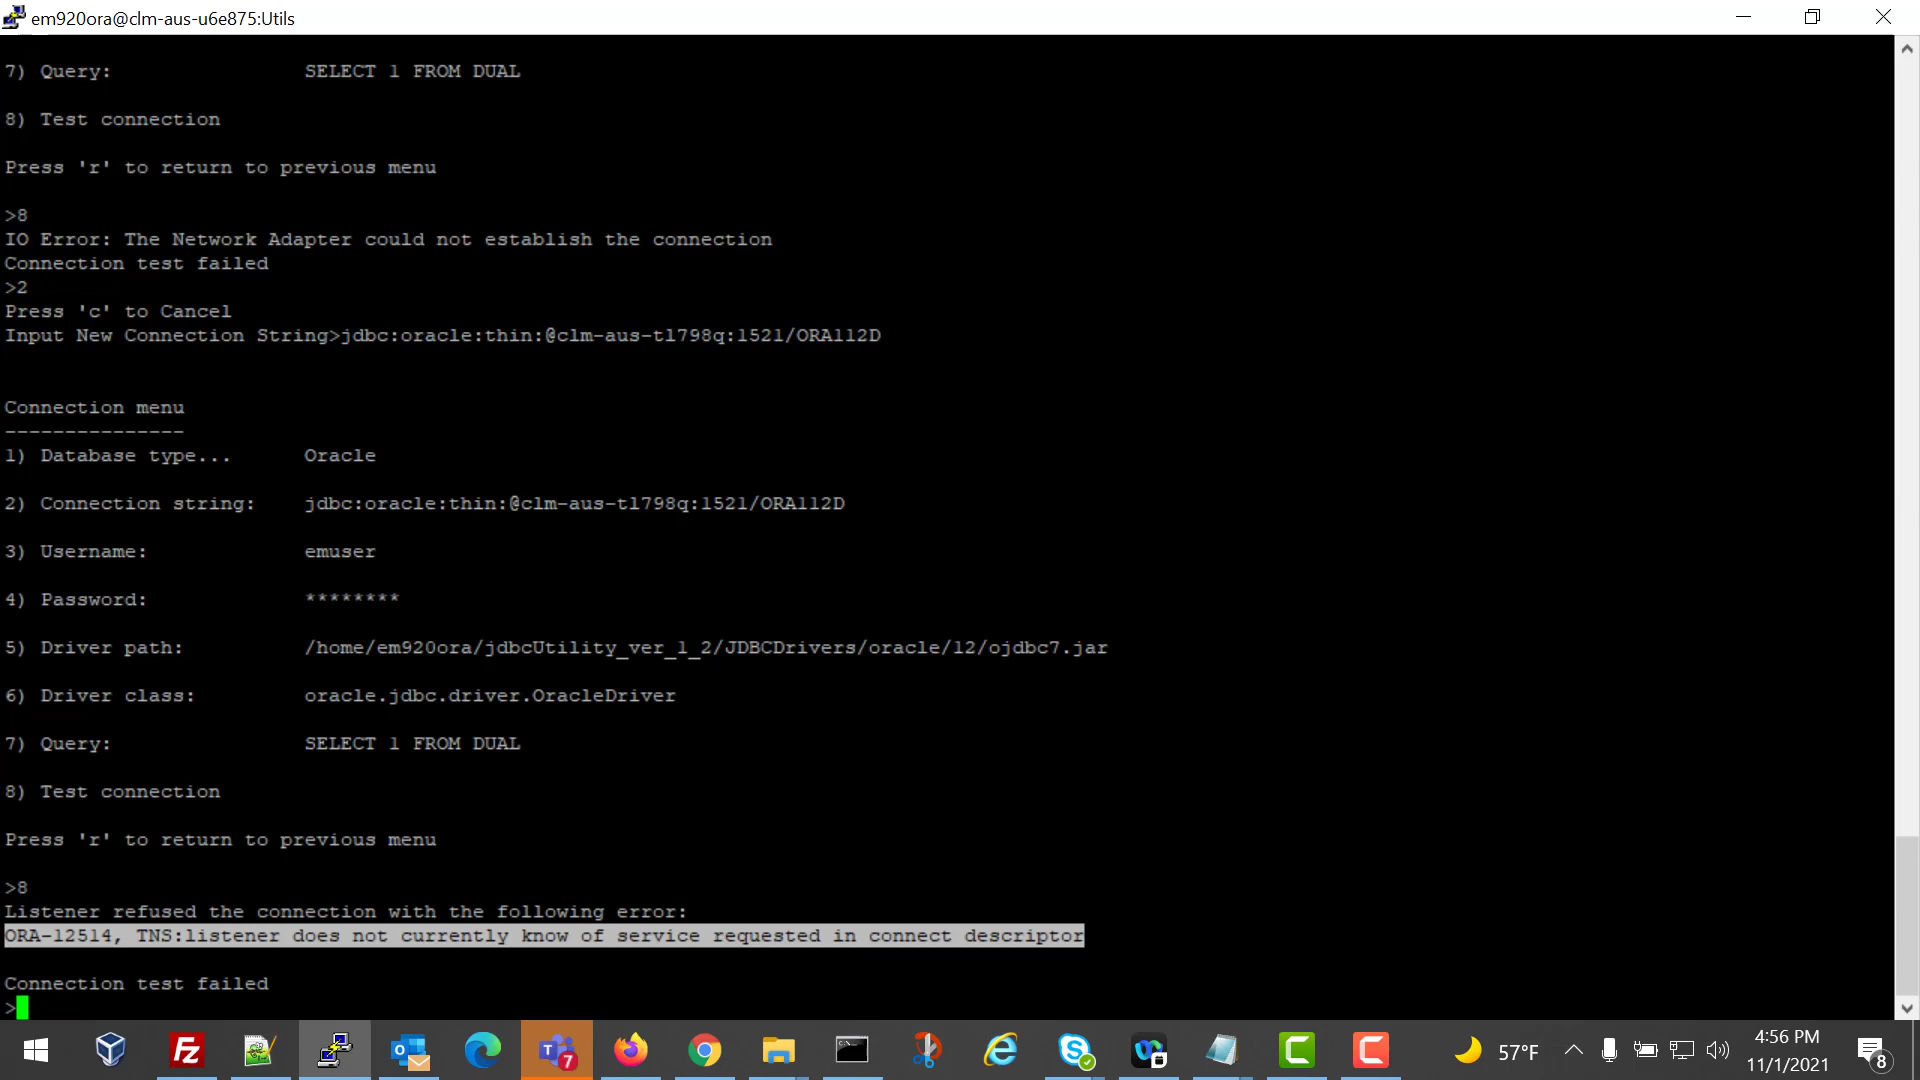 em920ora@clm-aus-u6e875:Utils
7) Query: SELECT 1 FROM DUAL
8) Test connection
Press 'r' to return to previous menu
>8
IO Error: The Network Adapter could not establish the connection
Connection test failed
>2
Press 'c' to Cancel
Input New Connection String>jdbc:oracle:thin:@clm-aus-tl798q:1521/ORA112D
Connection menu
---------------
1) Database type... Oracle
2) Connection string: jdbc:oracle:thin:@clm-aus-tl798q:1521/ORA112D
3) Username: emuser
4) Password: ********
5) Driver path: /home/em920ora/jdbcUtility_ver_1_2/JDBCDrivers/oracle/12/ojdbc7.jar
6) Driver class: oracle.jdbc.driver.OracleDriver
7) Query: SELECT 1 FROM DUAL
8) Test connection
Press 'r' to return to previous menu
>8
Listener refused the connection with the following error:
ORA-12514, TNS:listener does not currently know of service requested in connect descriptor
Connection test failed
>
57°F
4:56 PM
11/1/2021
7
8